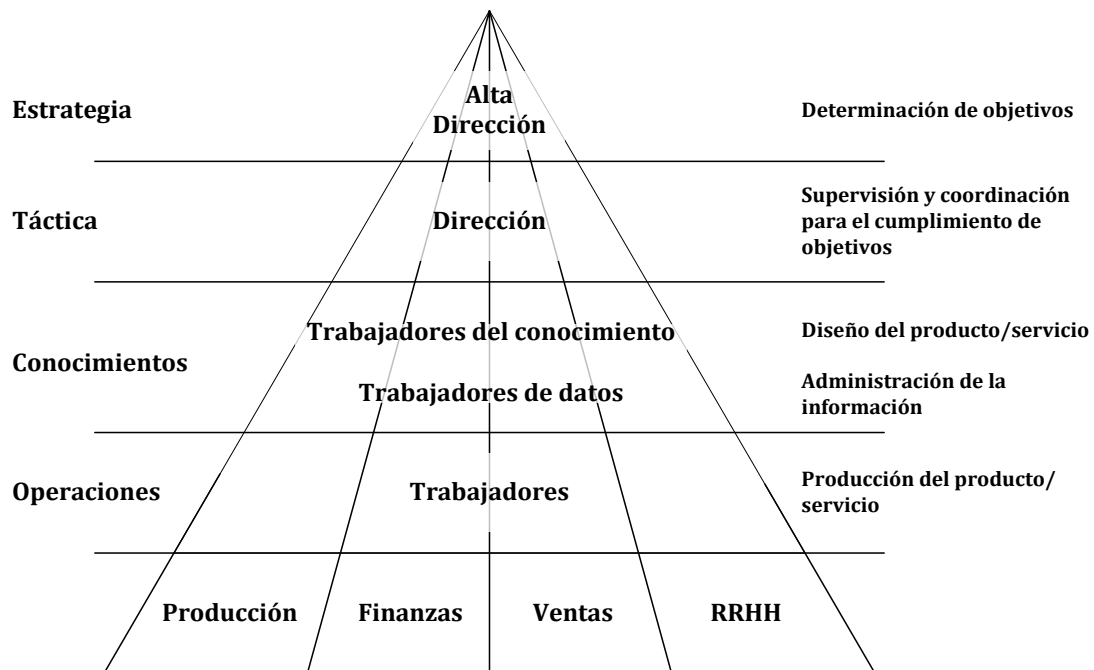 Estrategia
Alta
Dirección
Determinación de objetivos
Táctica
Dirección
Supervisión y coordinación
para el cumplimiento de
objetivos
Conocimientos
Trabajadores del conocimiento
Trabajadores de datos
Diseño del producto/servicio
Administración de la
información
Operaciones
Trabajadores
Producción del producto/
servicio
Producción
Finanzas
Ventas
RRHH